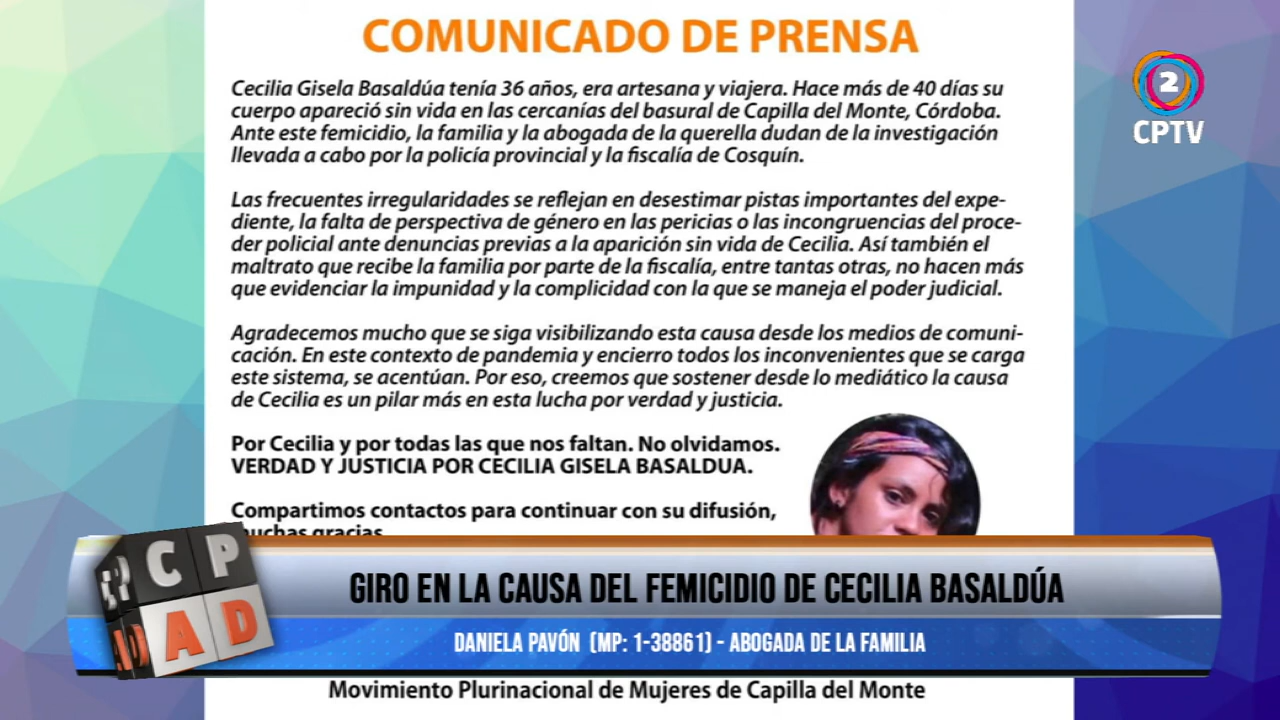 COMUNICADO DE PRENSA
2
CPTV
Cecilia Gisela Basaldúa tenía 36 años, era artesana y viajera. Hace más de 40 días su
cuerpo apareció sin vida en las cercanías del basural de Capilla del Monte, Córdoba.
Ante este femicidio, la familia y la abogada de la querella dudan de la investigación
llevada a cabo por la policía provincial y la fiscalía de Cosquín.
Las frecuentes irregularidades se reflejan en desestimar pistas importantes del expe-
diente, la falta de perspectiva de género en las pericias o las incongruencias del proce-
der policial ante denuncias previas a la aparición sin vida de Cecilia. Así también el
maltrato que recibe la familia por parte de la fiscalía, entre tantas otras, no hacen más
que evidenciar la impunidad y la complicidad con la que se maneja el poder judicial.
Agradecemos mucho que se siga visibilizando esta causa desde los medios de comuni-
cación. En este contexto de pandemia y encierro todos los inconvenientes que se carga
este sistema, se acentúan. Por eso, creemos que sostener desde lo mediático la causa
de Cecilia es un pilar más en esta lucha por verdad y justicia.
Por Cecilia y por todas las que nos faltan. No olvidamos.
VERDAD Y JUSTICIA POR CECILIA GISELA BASALDUA.
Compartimos contactos para continuar con su difusión,
muchas gracias
CP
AD
GIRO EN LA CAUSA DEL FEMICIDIO DE CECILIA BASALDÚA
DANIELA PAVÓN (MP: 1-38861) - ABOGADA DE LA FAMILIA
Movimiento Plurinacional de Mujeres de Capilla del Monte